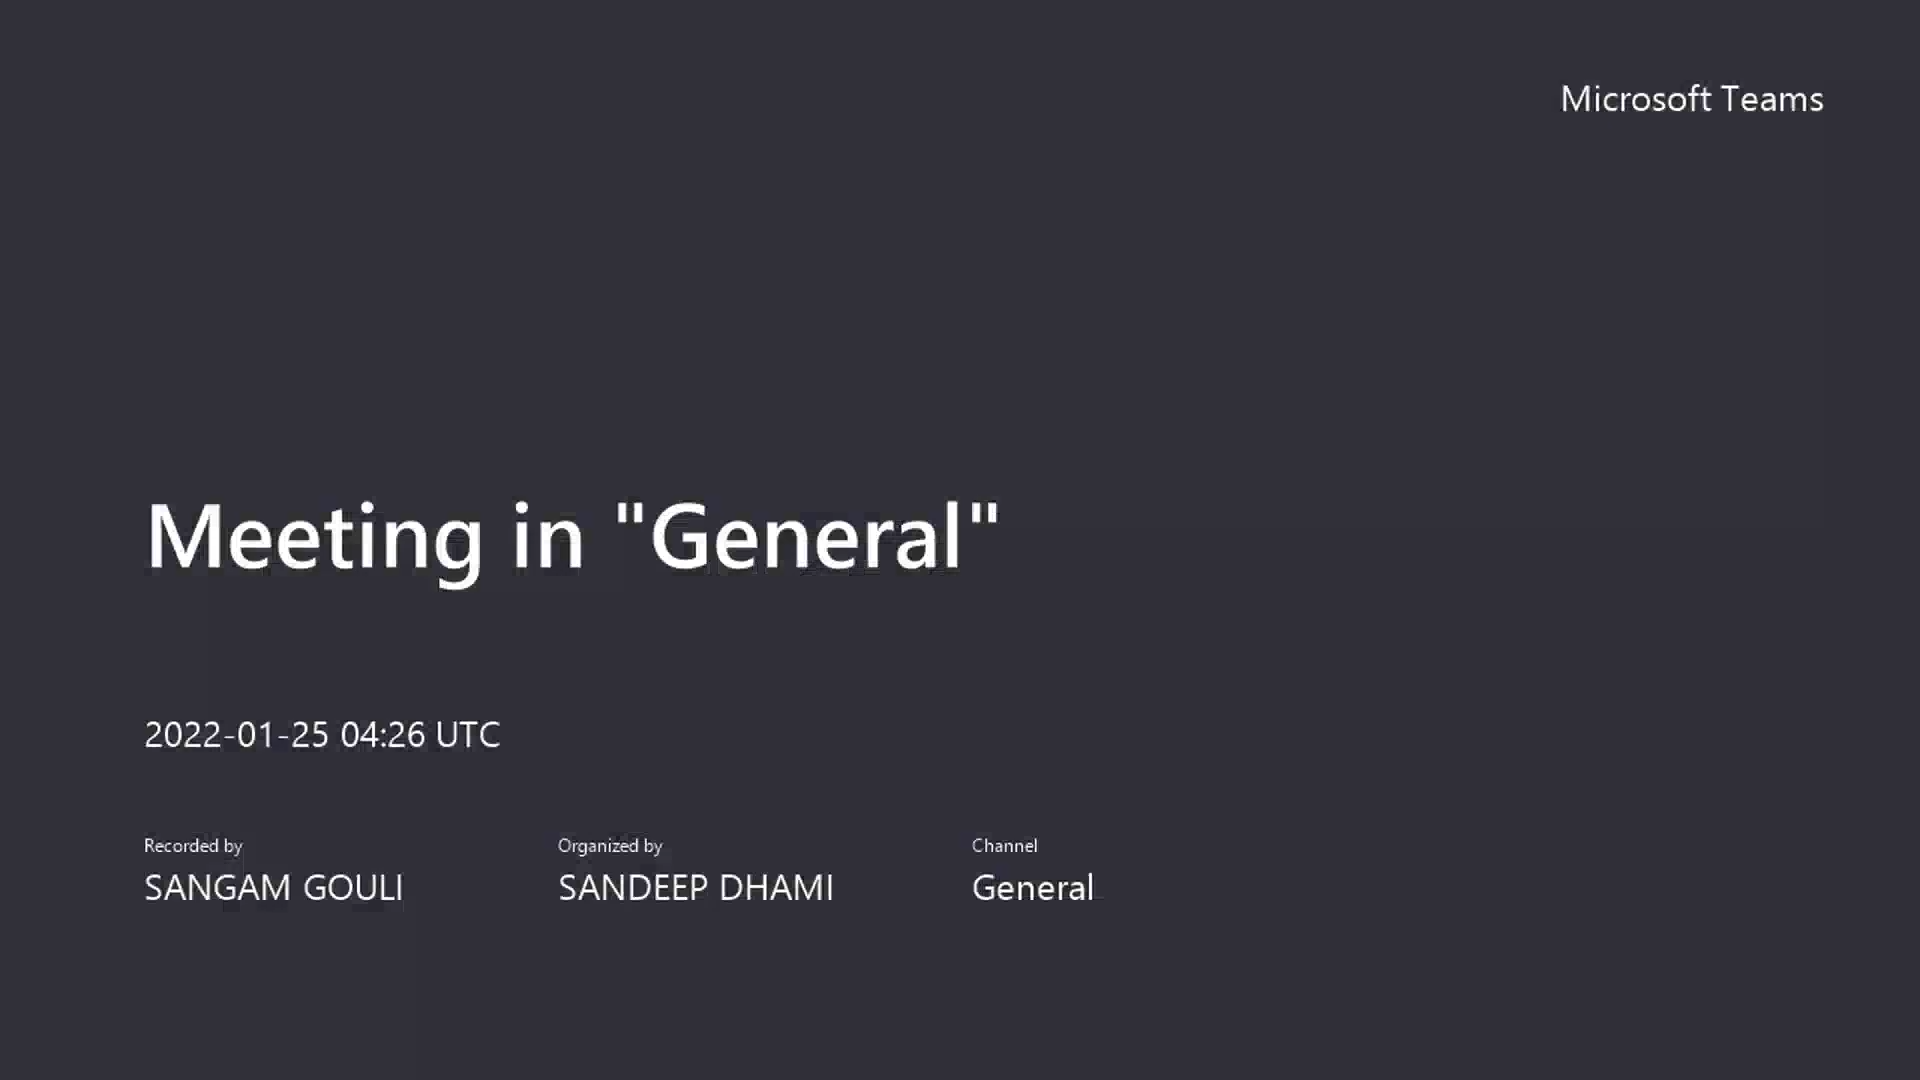 Microsoft Teams
Meeting in "General"
2022-01-25 04:26 UTC
Recorded by
SANGAM GOULI
Organized by
SANDEEP DHAMI
Channel
General